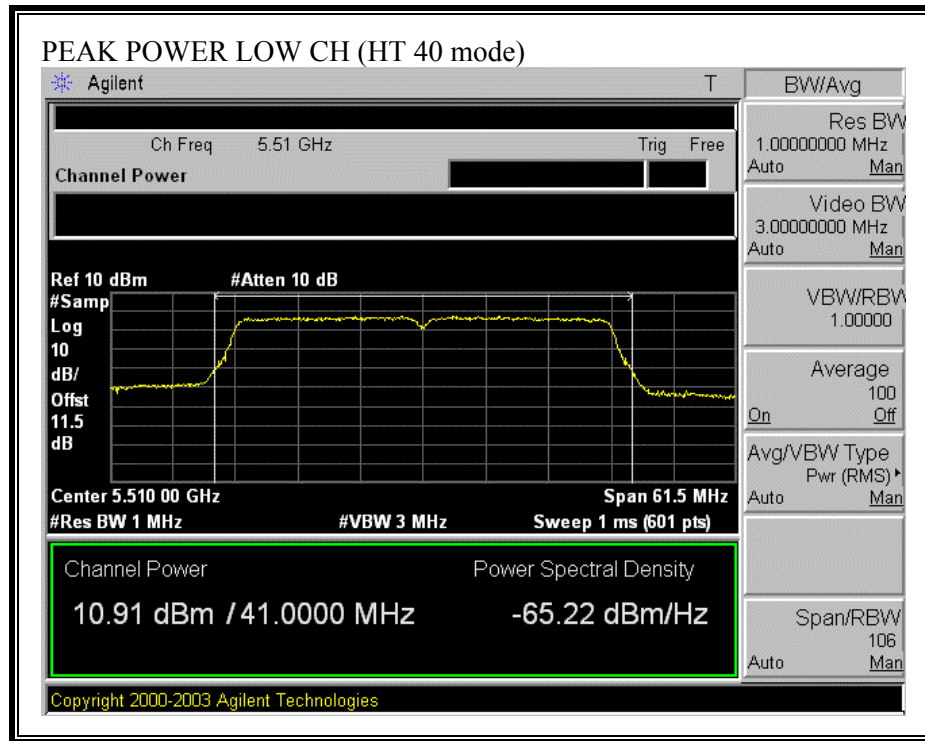 PEAK POWER LOW CH (HT 40 mode)
Agilent T
BW/Avg
Ch Freq 5.51 GHz Trig Free
Channel Power
Res BW
1.00000000 MHz
Auto Man
Video BW
3.00000000 MHz
Auto Man
VBW/RBW
1.00000
Average
100
On Off
Avg/VBW Type
Pwr (RMS)
Auto Man
Span/RBW
106
Auto Man
Ref 10 dBm #Atten 10 dB
#Samp
Log
10
dB/
Offst
11.5
dB
Center 5.510 00 GHz Span 61.5 MHz
#Res BW 1 MHz #VBW 3 MHz Sweep 1 ms (601 pts)
Channel Power Power Spectral Density
10.91 dBm / 41.0000 MHz -65.22 dBm/Hz
Copyright 2000-2003 Agilent Technologies